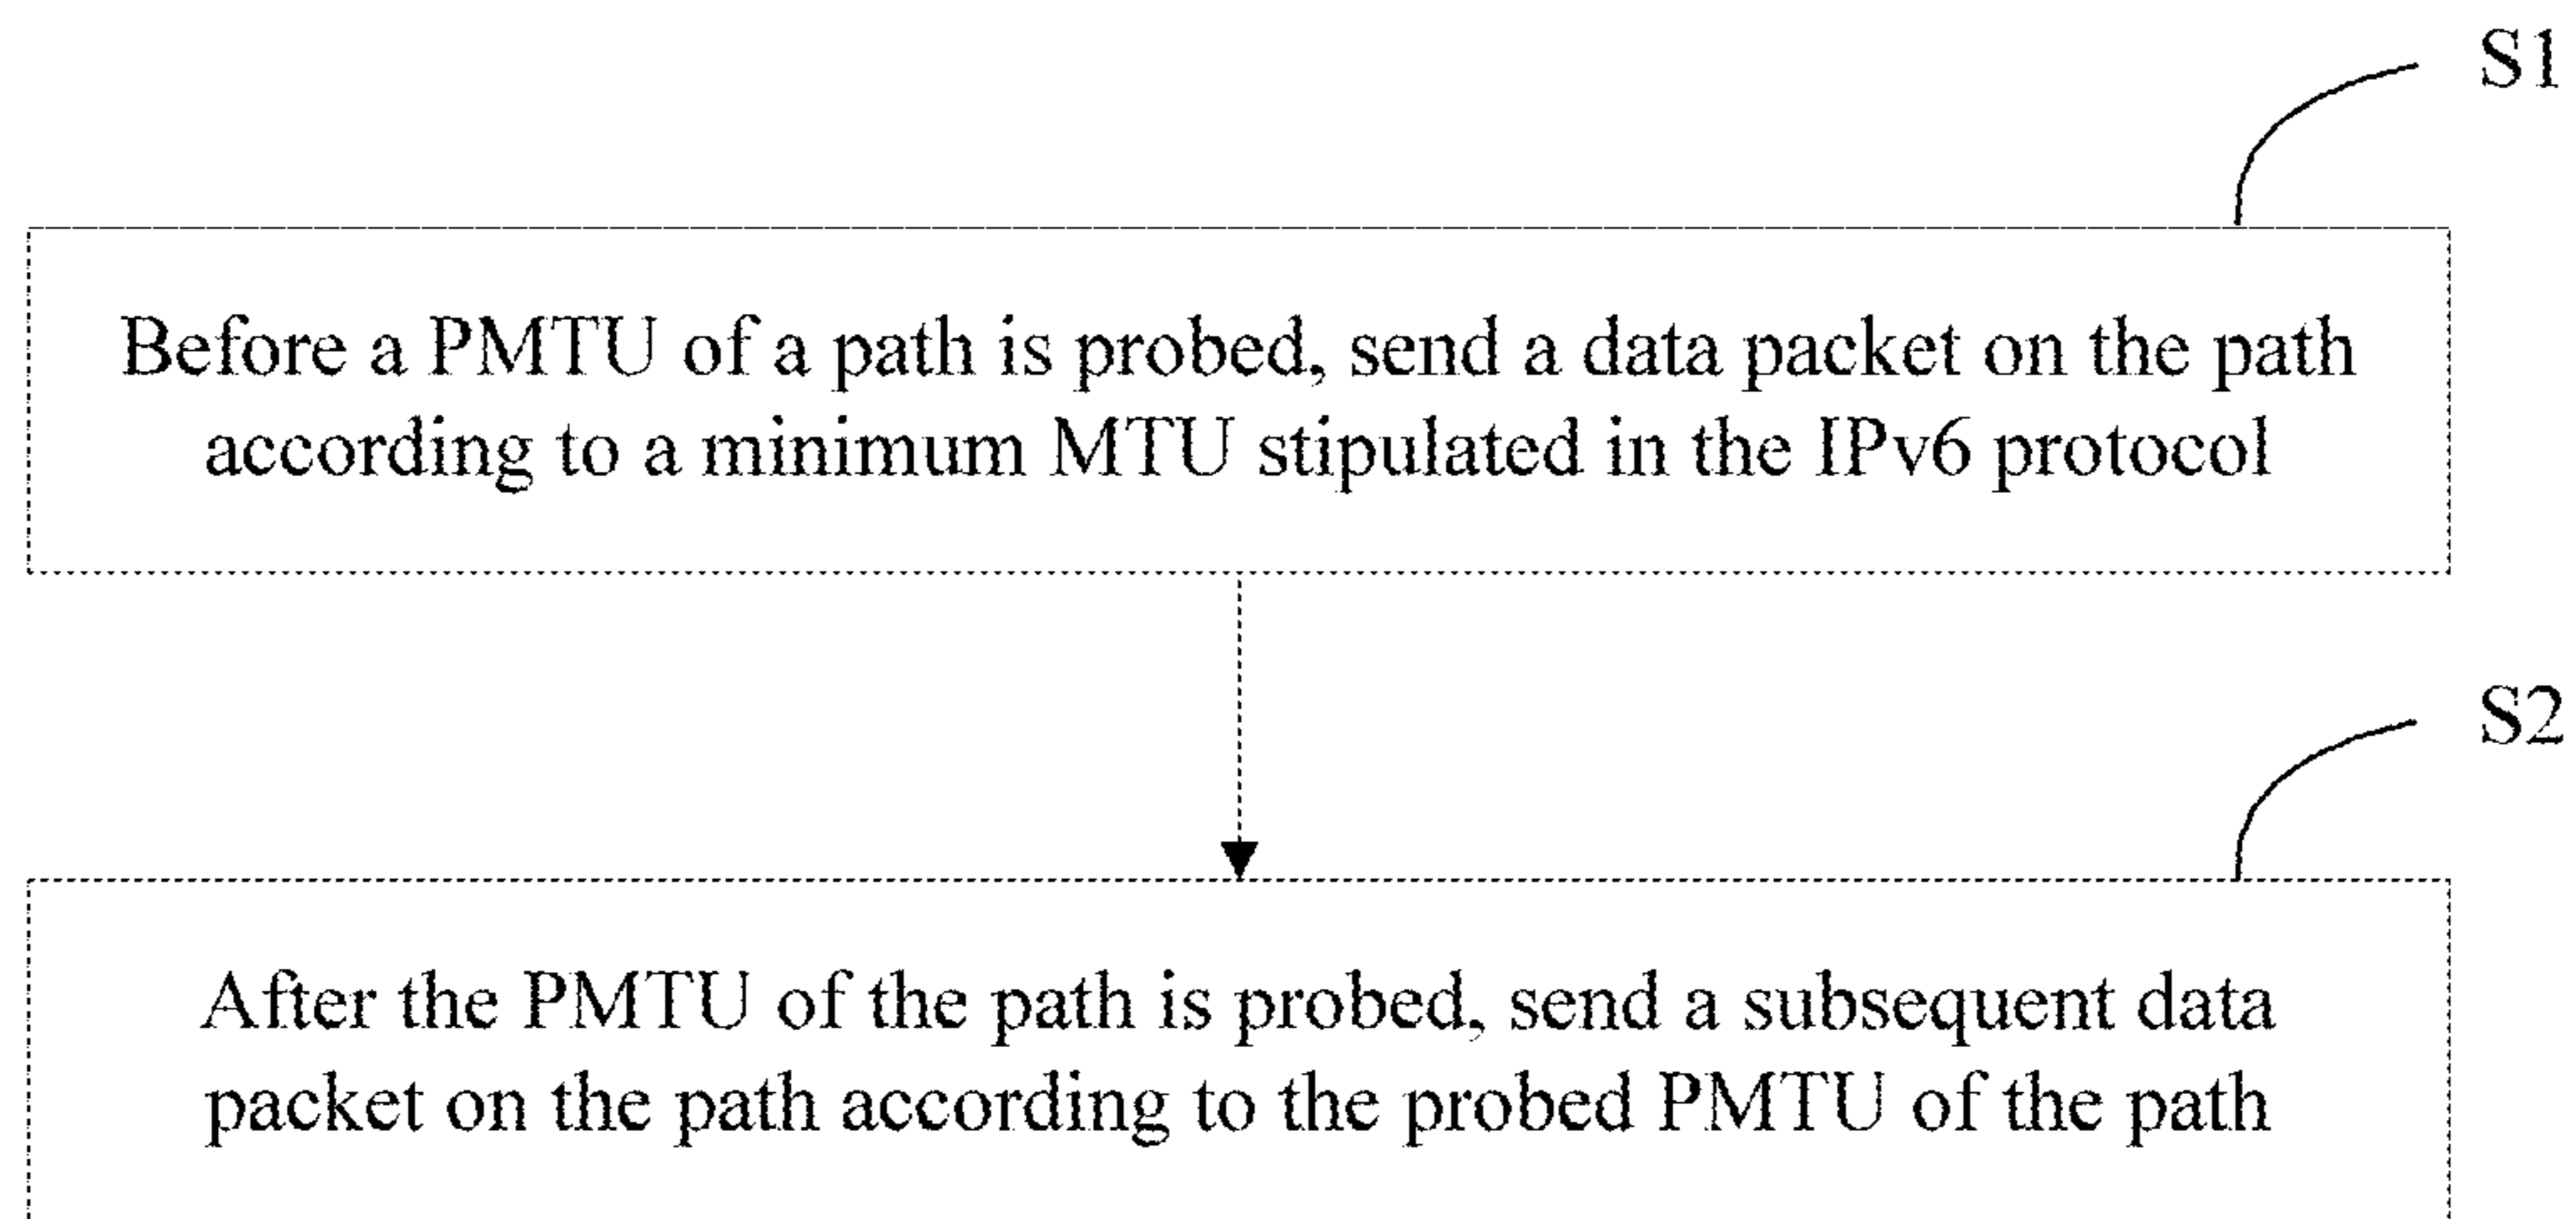 S1
Before a PMTU of a path is probed, send a data packet on the path
according to a minimum MTU stipulated in the IPv6 protocol
S2
After the PMTU of the path is probed, send a subsequent data
packet on the path according to the probed PMTU of the path